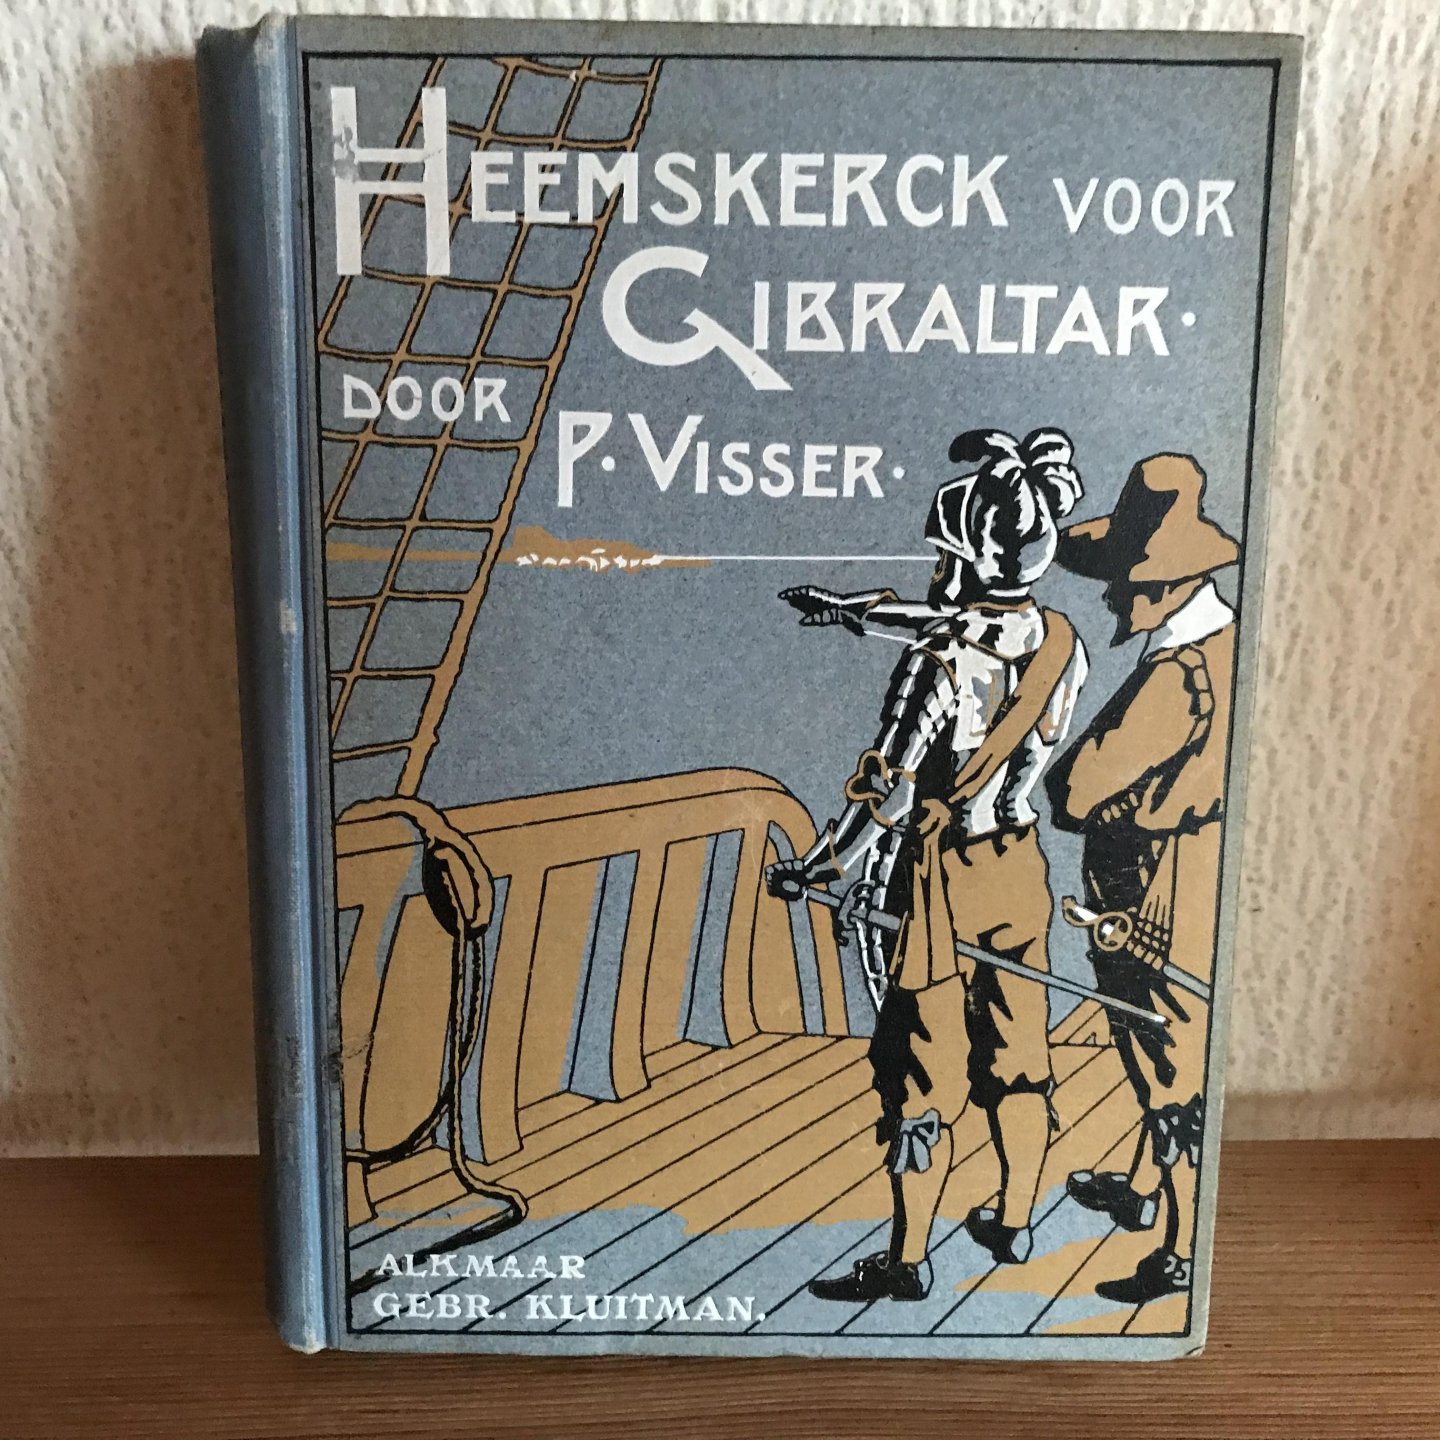 HEEMSKERCK VOOR
GIBRALTAR.
DOOR
P. VISSER.
ALKMAAR
GEBR. KLUITMAN.